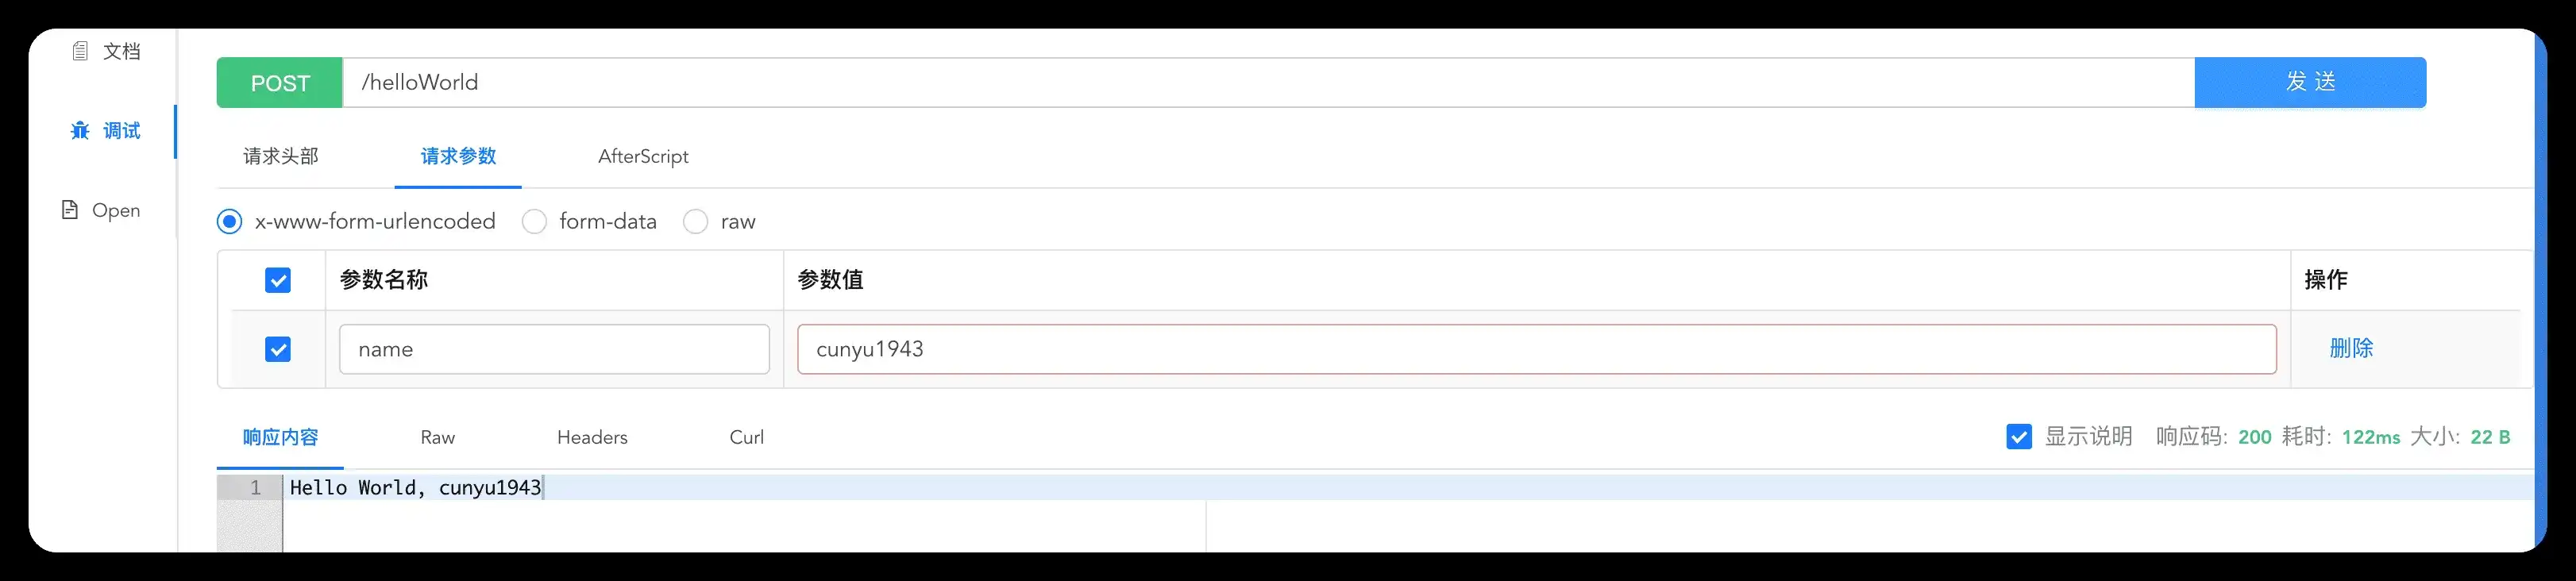 文档
调试
Open
POST /helloWorld 发 送
请求头部 请求参数 AfterScript
x-www-form-urlencoded form-data raw
参数名称 参数值 操作
name cunyu1943 删除
响应内容 Raw Headers Curl 显示说明 响应码: 200 耗时: 122ms 大小: 22 B
1 Hello World, cunyu1943